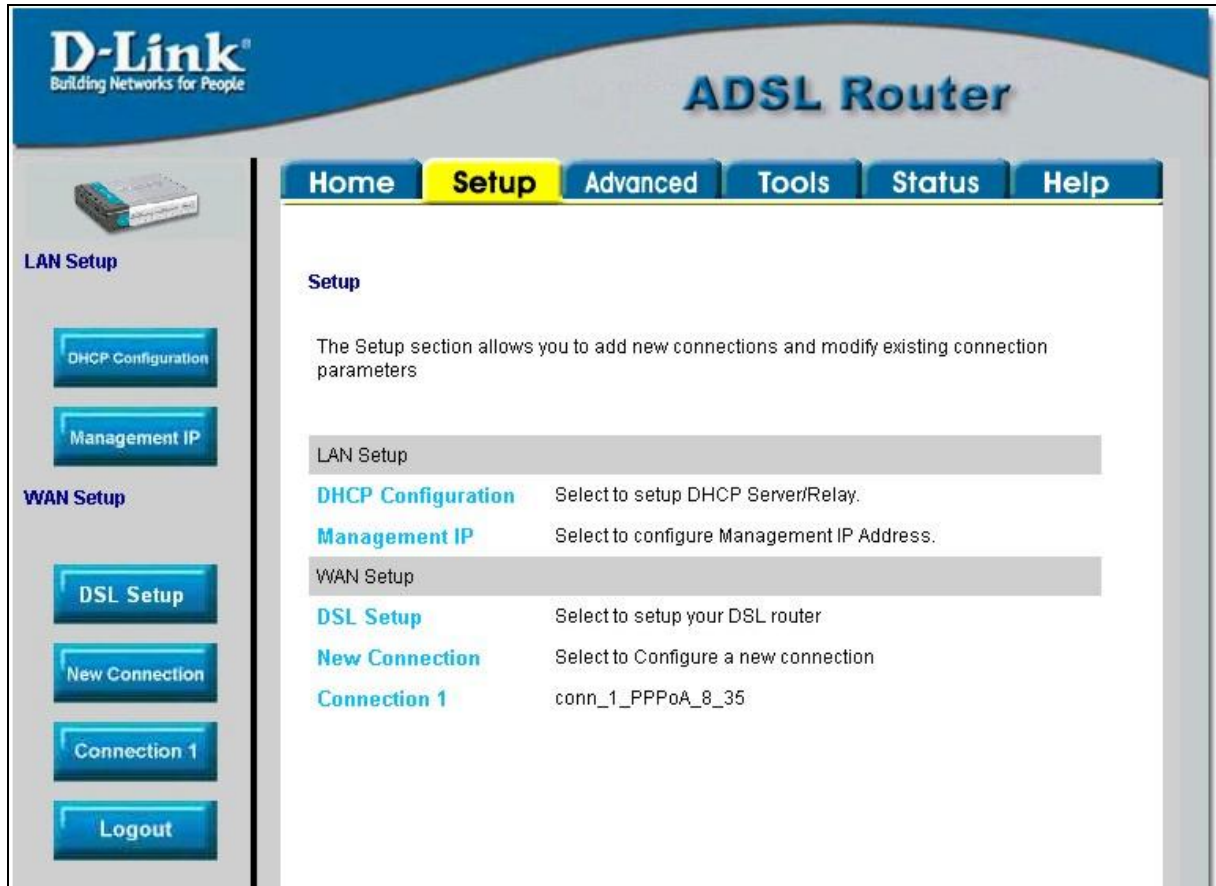 D-Link®
Building Networks for People
ADSL Router
Home Setup Advanced Tools Status Help
LAN Setup
DHCP Configuration
Management IP
WAN Setup
DSL Setup
New Connection
Connection 1
Logout
Setup
The Setup section allows you to add new connections and modify existing connection
parameters
LAN Setup
DHCP Configuration Select to setup DHCP Server/Relay.
Management IP Select to configure Management IP Address.
WAN Setup
DSL Setup Select to setup your DSL router
New Connection Select to Configure a new connection
Connection 1 conn_1_PPPoA_8_35